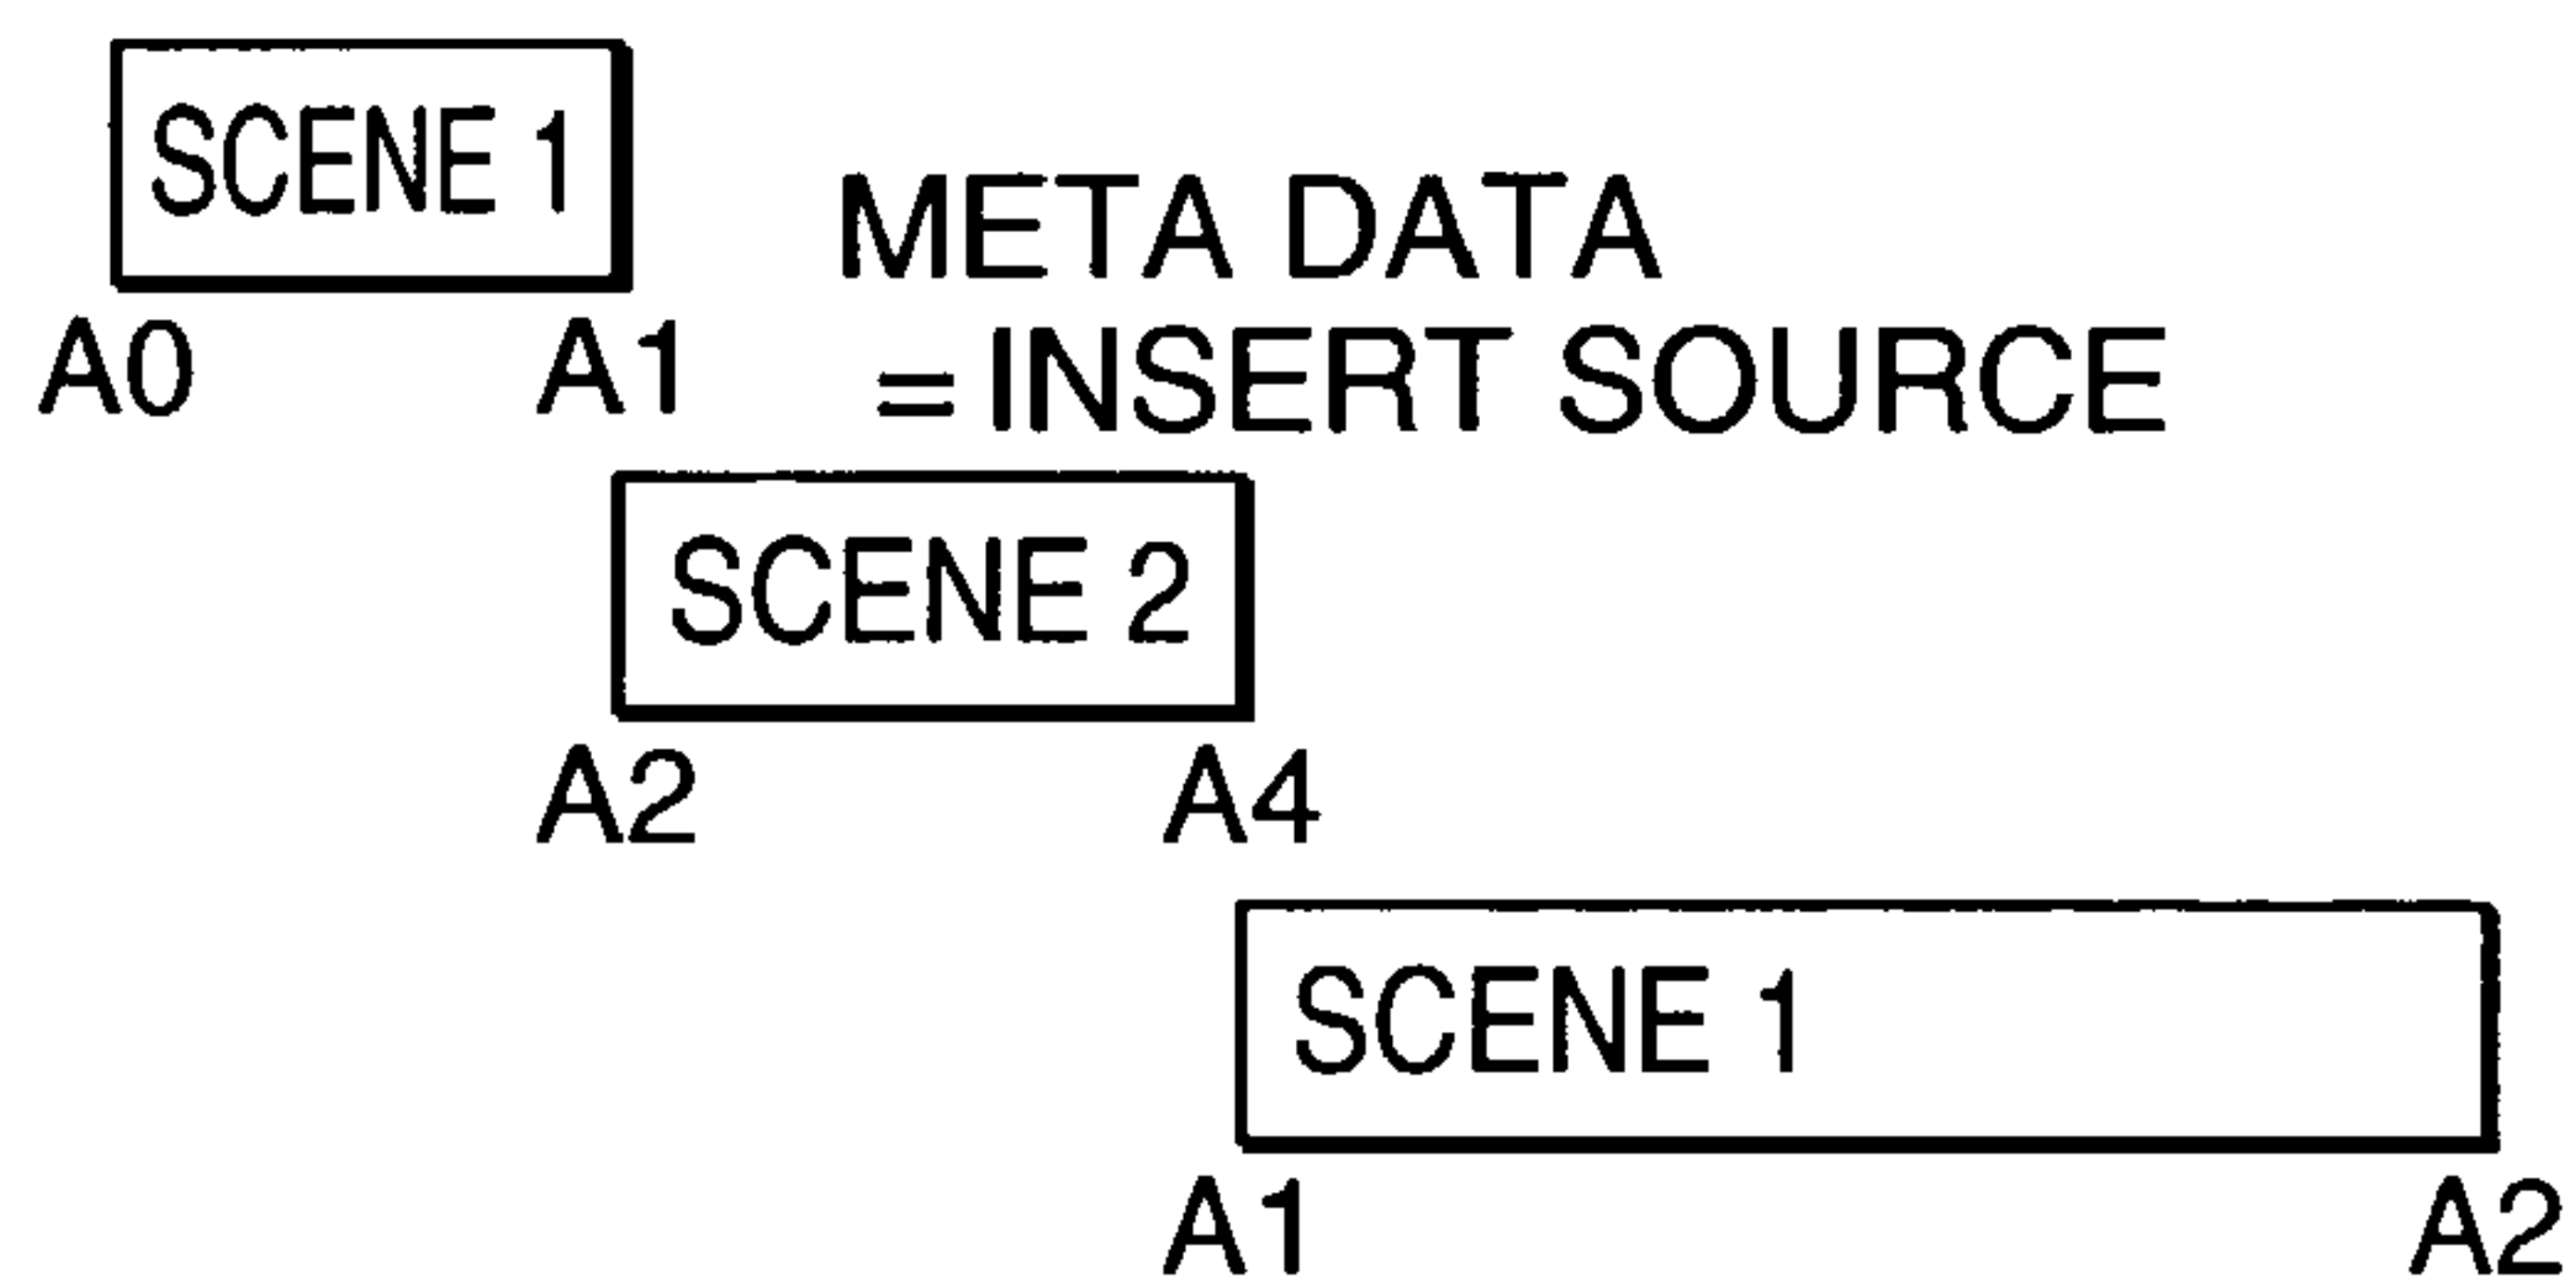 SCENE 1
META DATA
A0 A1 = INSERT SOURCE
SCENE 2
A2 A4
SCENE 1
A1 A2